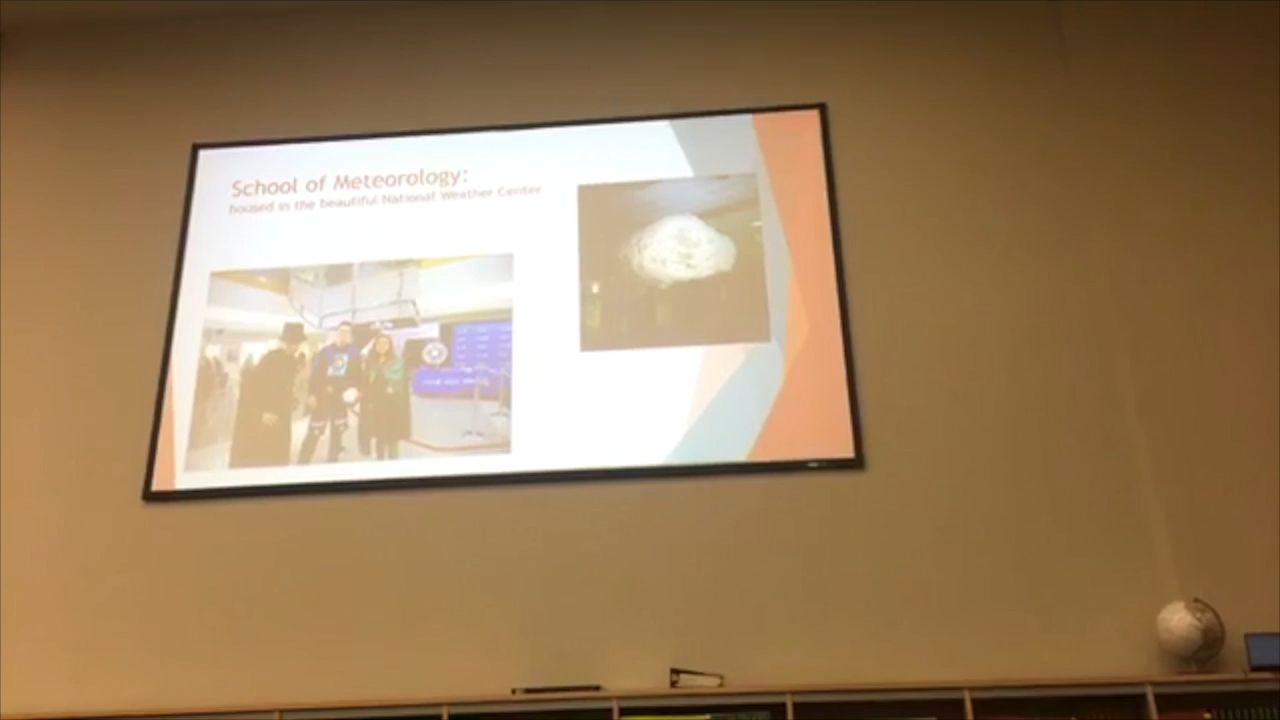 School of Meteorology:
housed in the beautiful National Weather Center